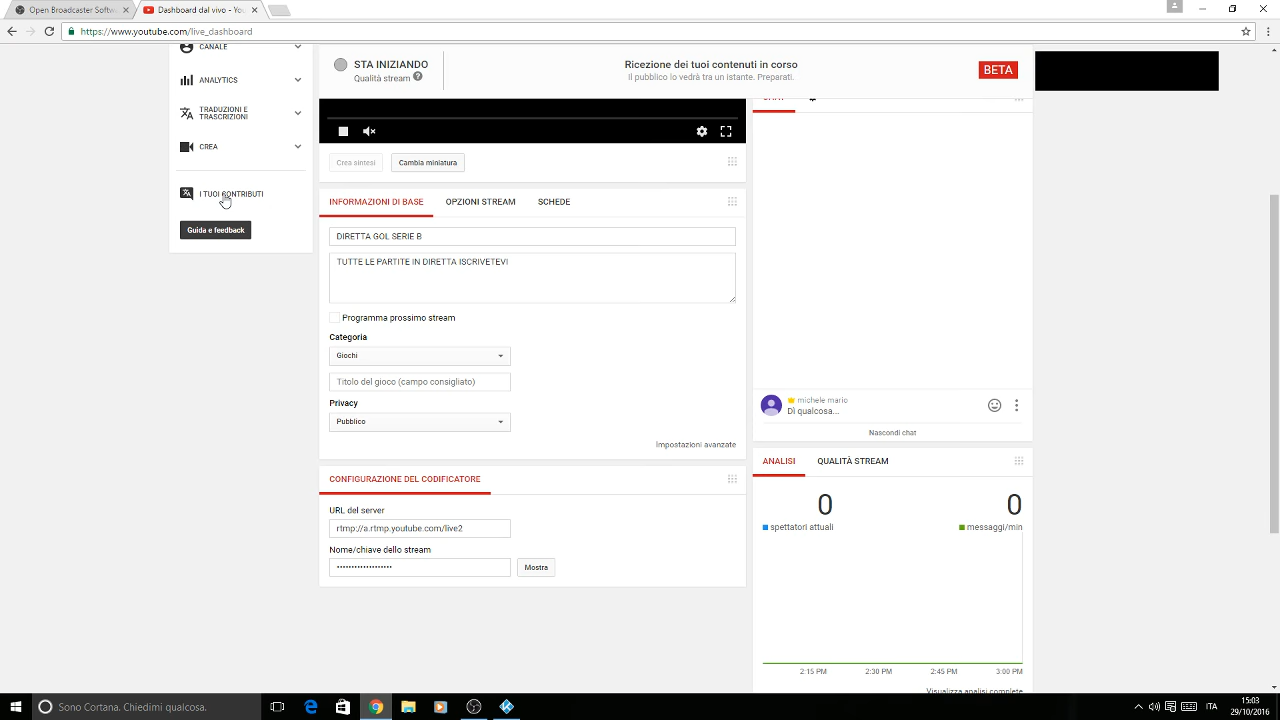 Open Broadcaster Softw
Dashboard dal vivo - You
https://www.youtube.com/live_dashboard
CANALE
ANALYTICS
TRADUZIONI E
TRASCRIZIONI
CREA
I TUOI CONTRIBUTI
Guida e feedback
STA INIZIANDO
Qualità stream ?
Ricezione dei tuoi contenuti in corso
Il pubblico lo vedrà tra un istante. Preparati.
BETA
Crea sintesi
Cambia miniatura
INFORMAZIONI DI BASE
OPZIONI STREAM
SCHEDE
DIRETTA GOL SERIE B
TUTTE LE PARTITE IN DIRETTA ISCRIVETEVI
Programma prossimo stream
Categoria
Giochi
Titolo del gioco (campo consigliato)
Privacy
Pubblico
Impostazioni avanzate
CONFIGURAZIONE DEL CODIFICATORE
URL del server
rtmp://a.rtmp.youtube.com/live2
Nome/chiave dello stream
Mostra
michele mario
Dì qualcosa...
Nascondi chat
ANALISI
QUALITÀ STREAM
0
0
spettatori attuali
messaggi/min
2:15 PM
2:30 PM
2:45 PM
3:00 PM
Visualizza analisi complete
Sono Cortana. Chiedimi qualcosa.
ITA
15:03
29/10/2016